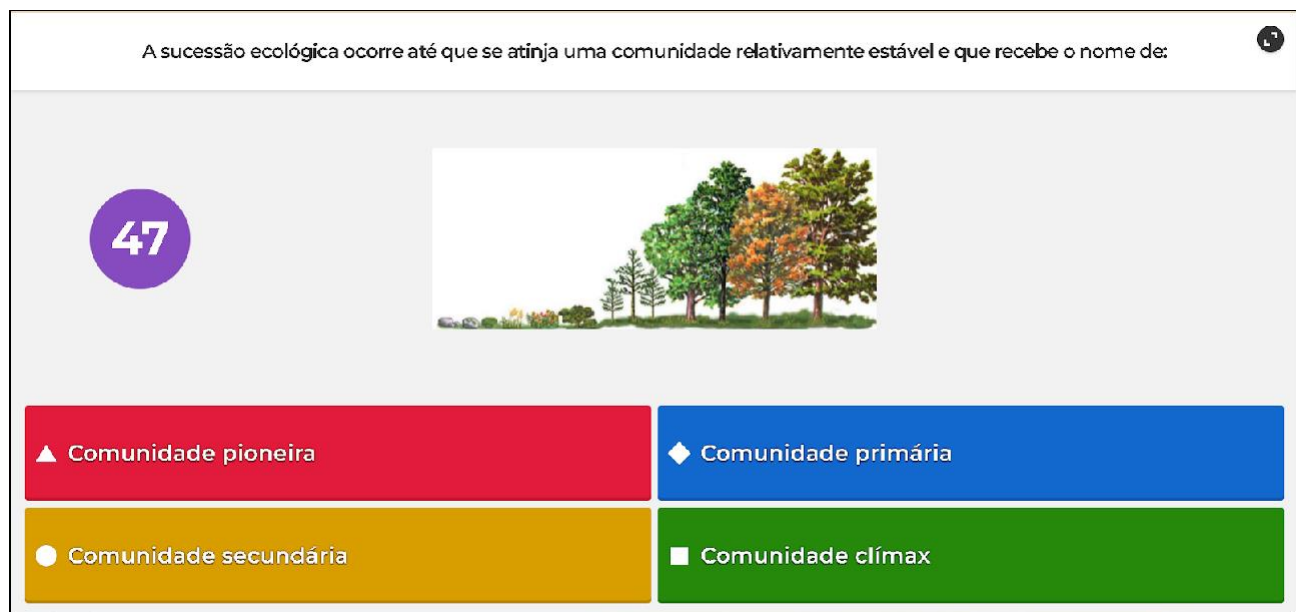 A sucessão ecológica ocorre até que se atinja uma comunidade relativamente estável e que recebe o nome de:
47
Comunidade pioneira
Comunidade primária
Comunidade secundária
Comunidade clímax